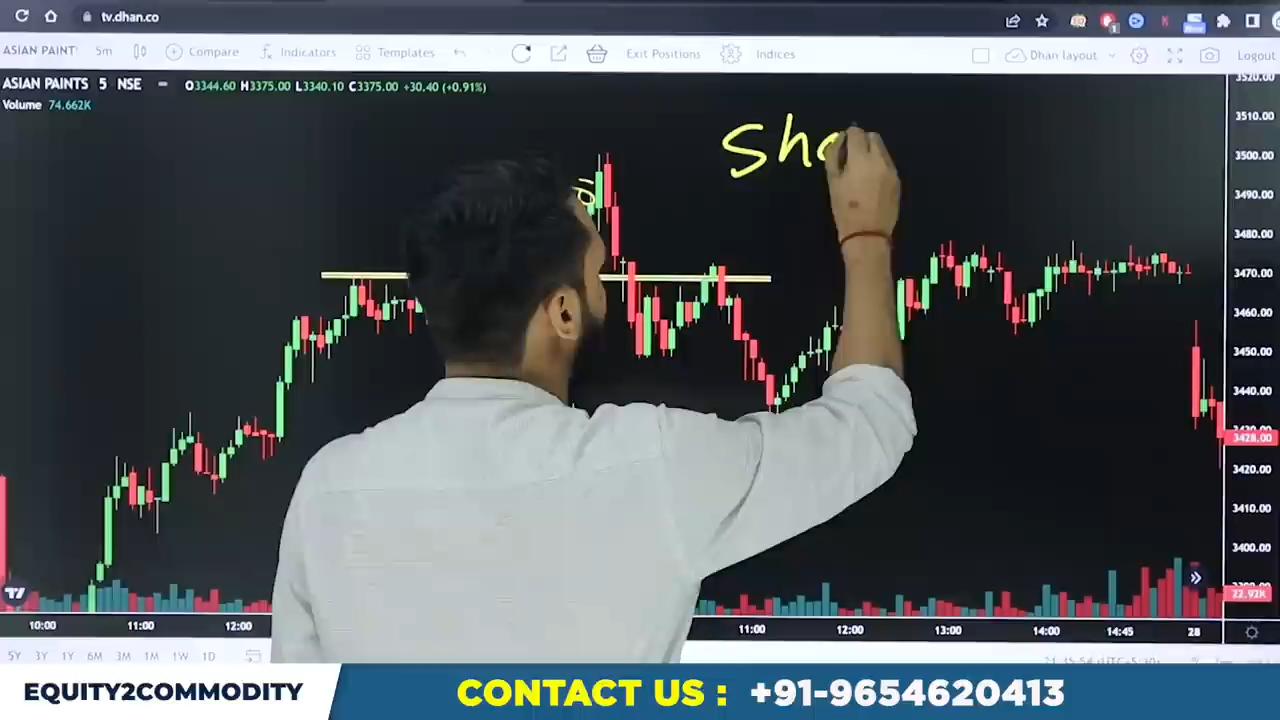 tv.dhan.co
ASIAN PAINT 5m Compare Indicators Templates Exit Positions Indices Dhan layout Logout
ASIAN PAINTS 5 NSE O3344.60 H3375.00 L3340.10 C3375.00 +30.40 (+0.91%)
Volume 74.662K
3520.00
3510.00
Sho
3500.00
3490.00
3480.00
3470.00
3460.00
3450.00
3440.00
3428.00
3420.00
3410.00
3400.00
22.92K
10:00 11:00 12:00 11:00 12:00 13:00 14:00 14:45 28
5Y 3Y 1Y 6M 3M 1M 1W 1D
EQUITY2COMMODITY CONTACT US : +91-9654620413